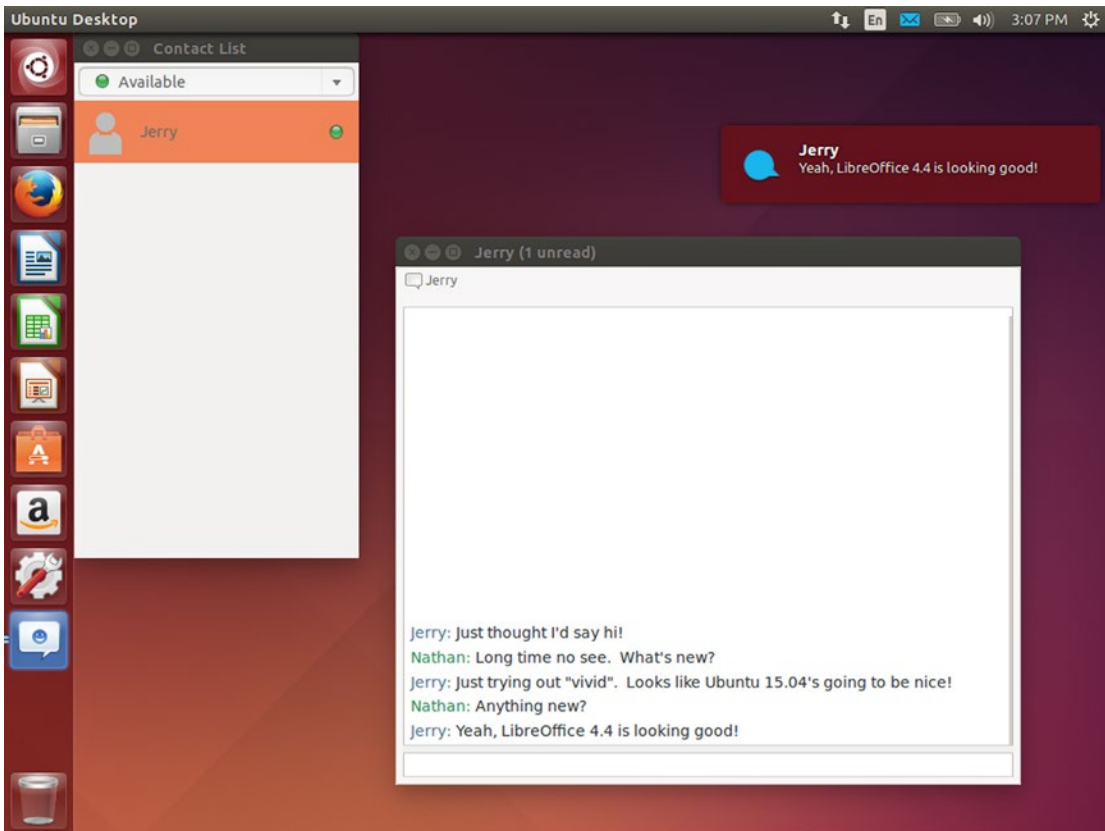 Ubuntu Desktop
En
3:07 PM
Contact List
Available
Jerry
Jerry
Yeah, LibreOffice 4.4 is looking good!
Jerry (1 unread)
Jerry
Jerry: Just thought I'd say hi!
Nathan: Long time no see.  What's new?
Jerry: Just trying out "vivid".  Looks like Ubuntu 15.04's going to be nice!
Nathan: Anything new?
Jerry: Yeah, LibreOffice 4.4 is looking good!
A
a